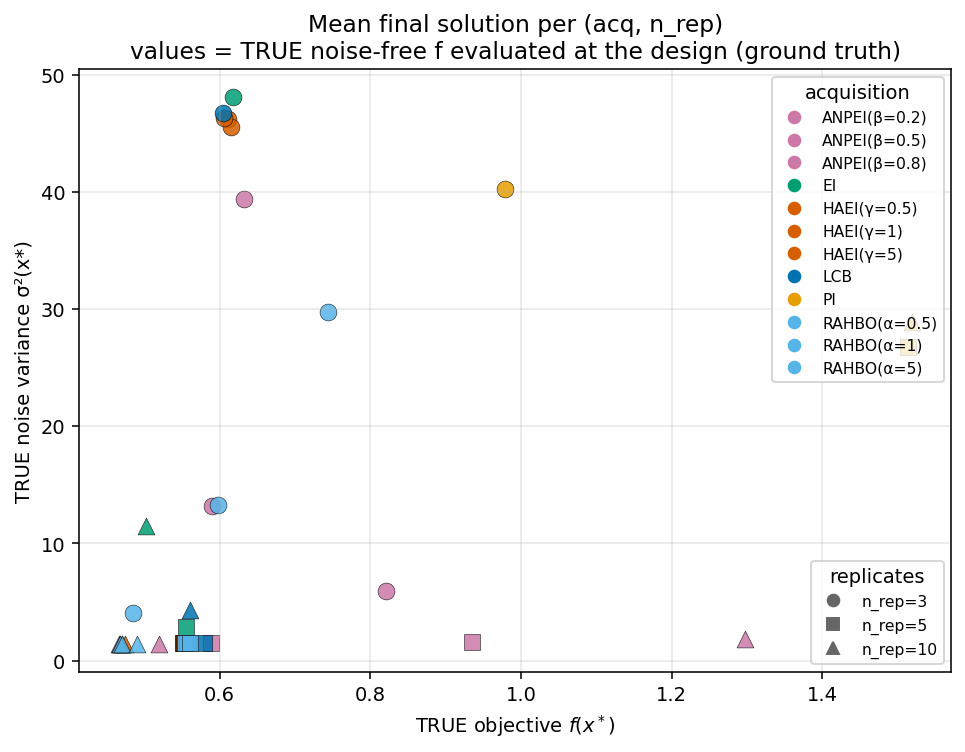 Mean final solution per (acq, n_rep)
values = TRUE noise-free f evaluated at the design (ground truth)
TRUE noise variance σ²(x*)
50
40
30
20
10
0
0.6
0.8
1.0
1.2
1.4
TRUE objective f(x*)
acquisition
ANPEI(β=0.2)
ANPEI(β=0.5)
ANPEI(β=0.8)
EI
HAEI(γ=0.5)
HAEI(γ=1)
HAEI(γ=5)
LCB
PI
RAHBO(α=0.5)
RAHBO(α=1)
RAHBO(α=5)
replicates
n_rep=3
n_rep=5
n_rep=10